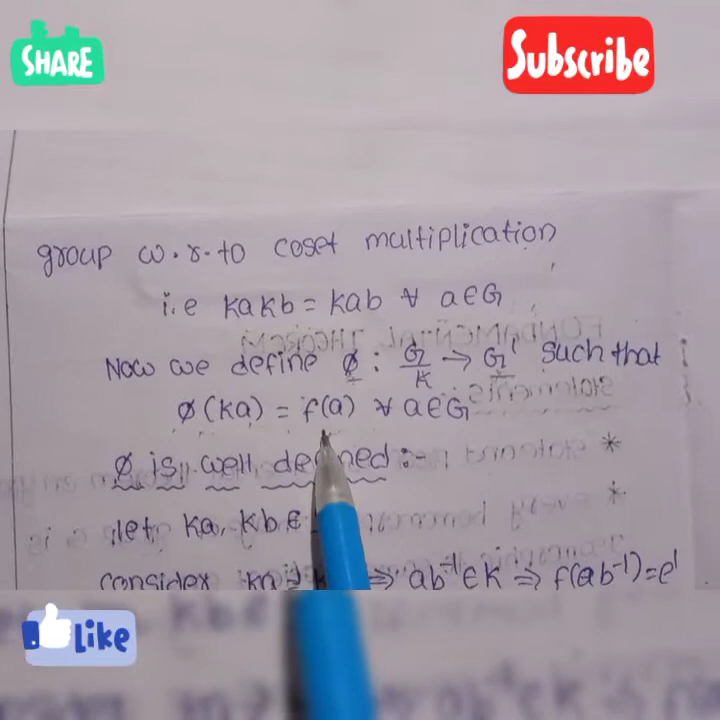 SHARE
Subscribe
group w.r.to coset multiplication
i.e kakb = kab ∀ a∈G
Now we define ϕ : G/K → G' such that
ϕ(ka) = f(a) ∀ a∈G
ϕ is well defined :-
let ka, kb ∈
consider ka = ⇒ ab⁻¹∈K ⇒ f(ab⁻¹)=e'
Like